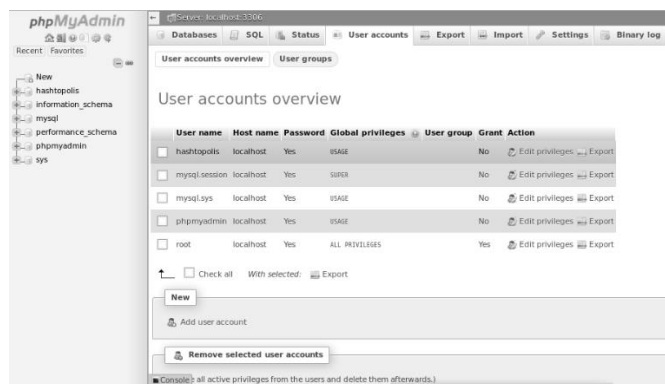 phpMyAdmin
Recent Favorites
New
hashtopolis
information_schema
mysql
performance_schema
phpmyadmin
sys
Server: localhost:3306
Databases SQL Status User accounts Export Import Settings Binary log
User accounts overview User groups
User accounts overview
User name Host name Password Global privileges User group Grant Action
hashtopolis localhost Yes USAGE No Edit privileges Export
mysql.session localhost Yes SUPER No Edit privileges Export
mysql.sys localhost Yes USAGE No Edit privileges Export
phpmyadmin localhost Yes USAGE No Edit privileges Export
root localhost Yes ALL PRIVILEGES Yes Edit privileges Export
Check all With selected: Export
New
Add user account
Remove selected user accounts
Console all active privileges from the users and delete them afterwards.)